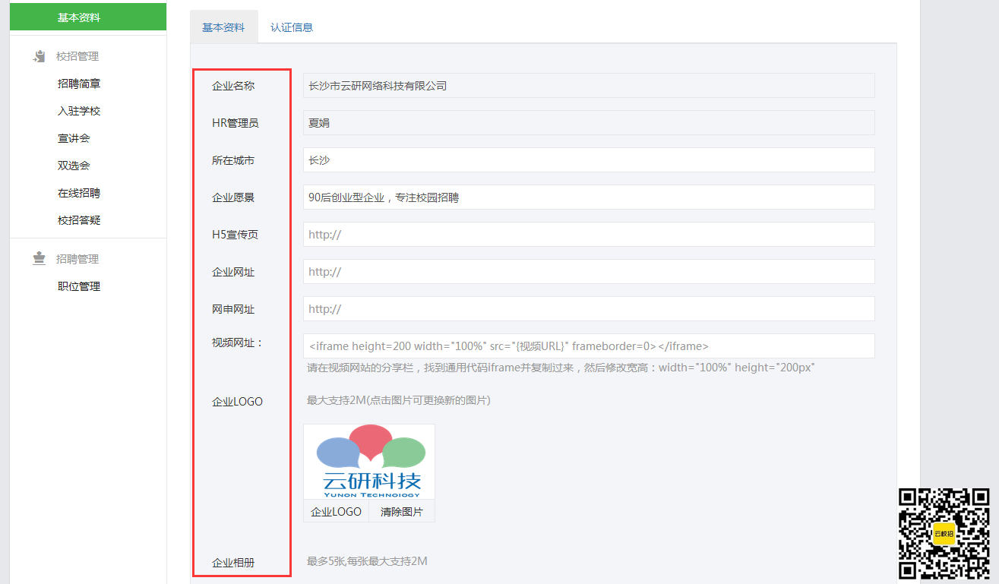 基本资料
校招管理
招聘简章
入驻学校
宣讲会
双选会
在线招聘
校招答疑
招聘管理
职位管理
基本资料 认证信息
企业名称 长沙市云研网络科技有限公司
HR管理员 夏娟
所在城市 长沙
企业愿景 90后创业型企业，专注校园招聘
H5宣传页 http://
企业网址 http://
网申网址 http://
视频网址： <iframe height=200 width="100%" src="{视频URL}" frameborder=0></iframe>
请在视频网站的分享栏，找到通用代码iframe并复制过来，然后修改宽高：width="100%" height="200px"
企业LOGO 最大支持2M(点击图片可更换新的图片)
云研科技
YUNON TECHNOIOGY
企业LOGO 清除图片
企业相册 最多5张,每张最大支持2M
云校招